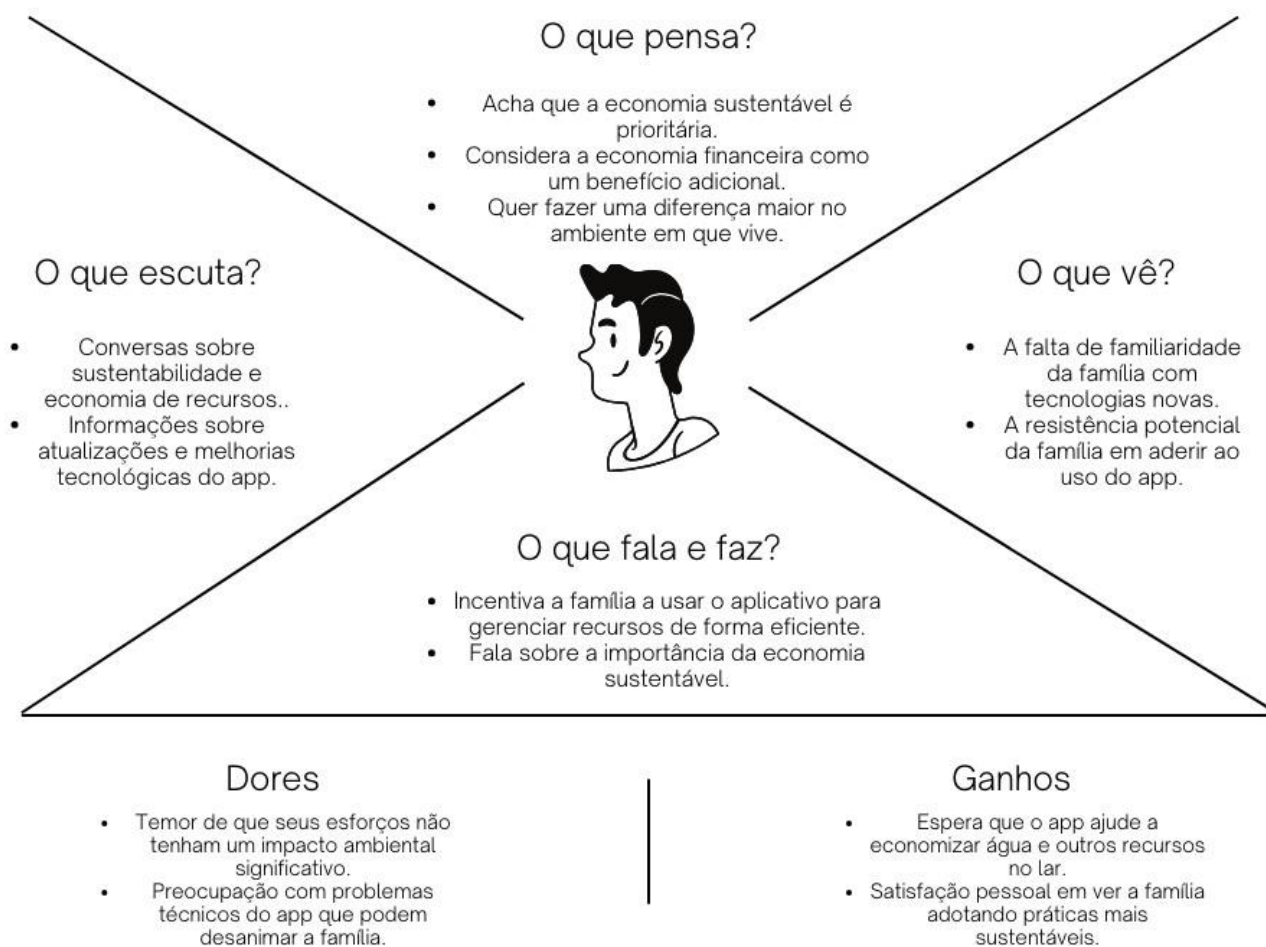 O que pensa?
• Acha que a economia sustentável é
prioritária.
• Considera a economia financeira como
um benefício adicional.
• Quer fazer uma diferença maior no
ambiente em que vive.
O que escuta?
• Conversas sobre
sustentabilidade e
economia de recursos..
• Informações sobre
atualizações e melhorias
tecnológicas do app.
O que vê?
• A falta de familiaridade
da família com
tecnologias novas.
• A resistência potencial
da família em aderir ao
uso do app.
O que fala e faz?
• Incentiva a família a usar o aplicativo para
gerenciar recursos de forma eficiente.
• Fala sobre a importância da economia
sustentável.
Dores
• Temor de que seus esforços não
tenham um impacto ambiental
significativo.
• Preocupação com problemas
técnicos do app que podem
desanimar a família.
Ganhos
• Espera que o app ajude a
economizar água e outros recursos
no lar.
• Satisfação pessoal em ver a família
adotando práticas mais
sustentáveis.